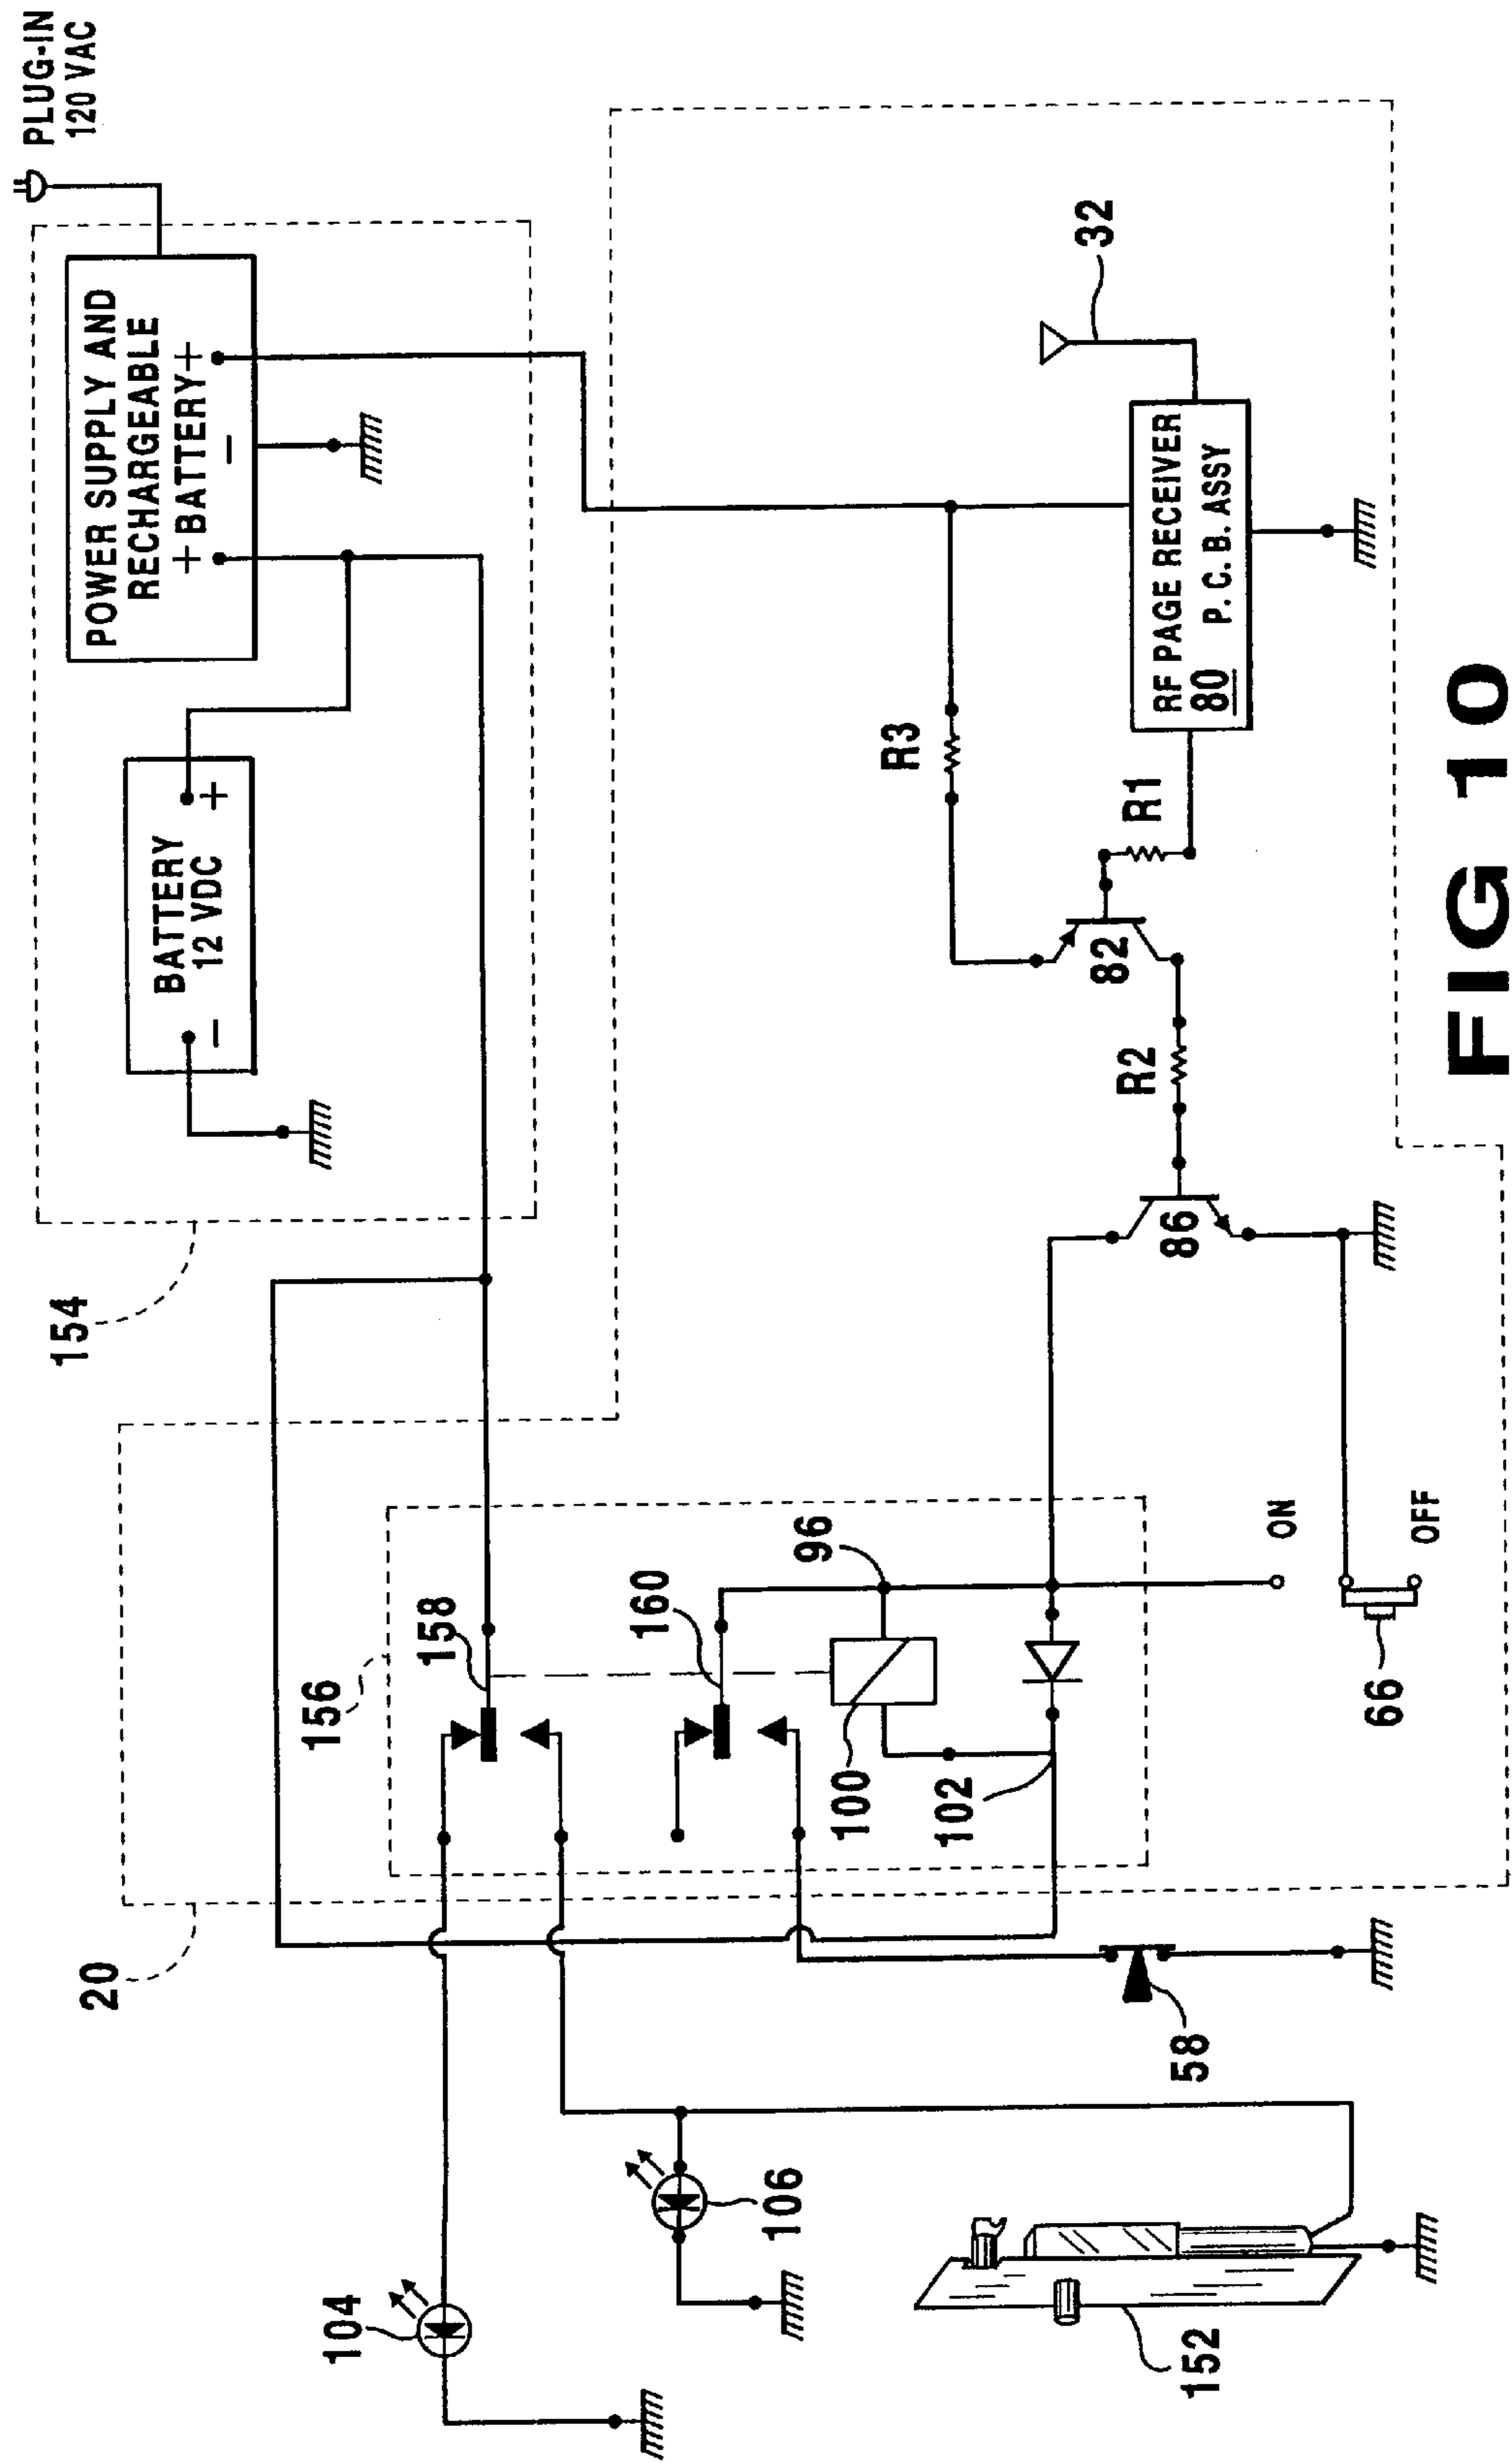 PLUG-IN
120 VAC
POWER SUPPLY AND
RECHARGEABLE
+BATTERY+
−
BATTERY
12 VDC
− +
154
32
RF PAGE RECEIVER
80 P. C. B. ASSY
R3
R1
82
R2
86
156
158
160
96
100
102
ON
OFF
66
20
58
104
106
152
FIG 10